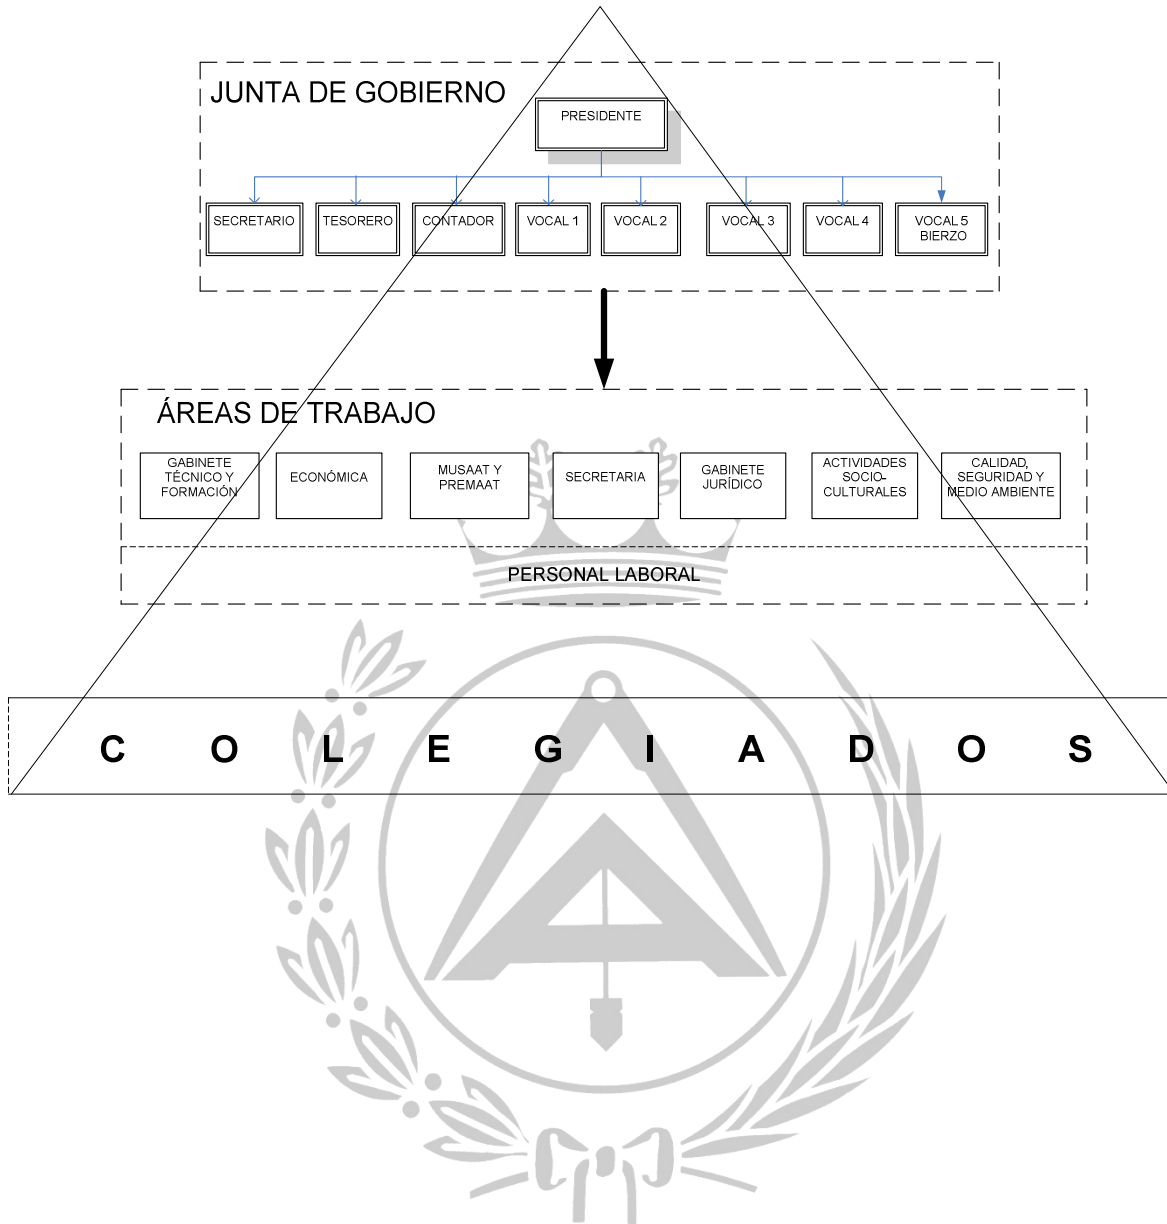 JUNTA DE GOBIERNO
PRESIDENTE
SECRETARIO
TESORERO
CONTADOR
VOCAL 1
VOCAL 2
VOCAL 3
VOCAL 4
VOCAL 5
BIERZO
ÁREAS DE TRABAJO
GABINETE
TÉCNICO Y
FORMACIÓN
ECONÓMICA
MUSAAT Y
PREMAAT
SECRETARIA
GABINETE
JURÍDICO
ACTIVIDADES
SOCIO-
CULTURALES
CALIDAD,
SEGURIDAD Y
MEDIO AMBIENTE
PERSONAL LABORAL
C O L E G I A D O S